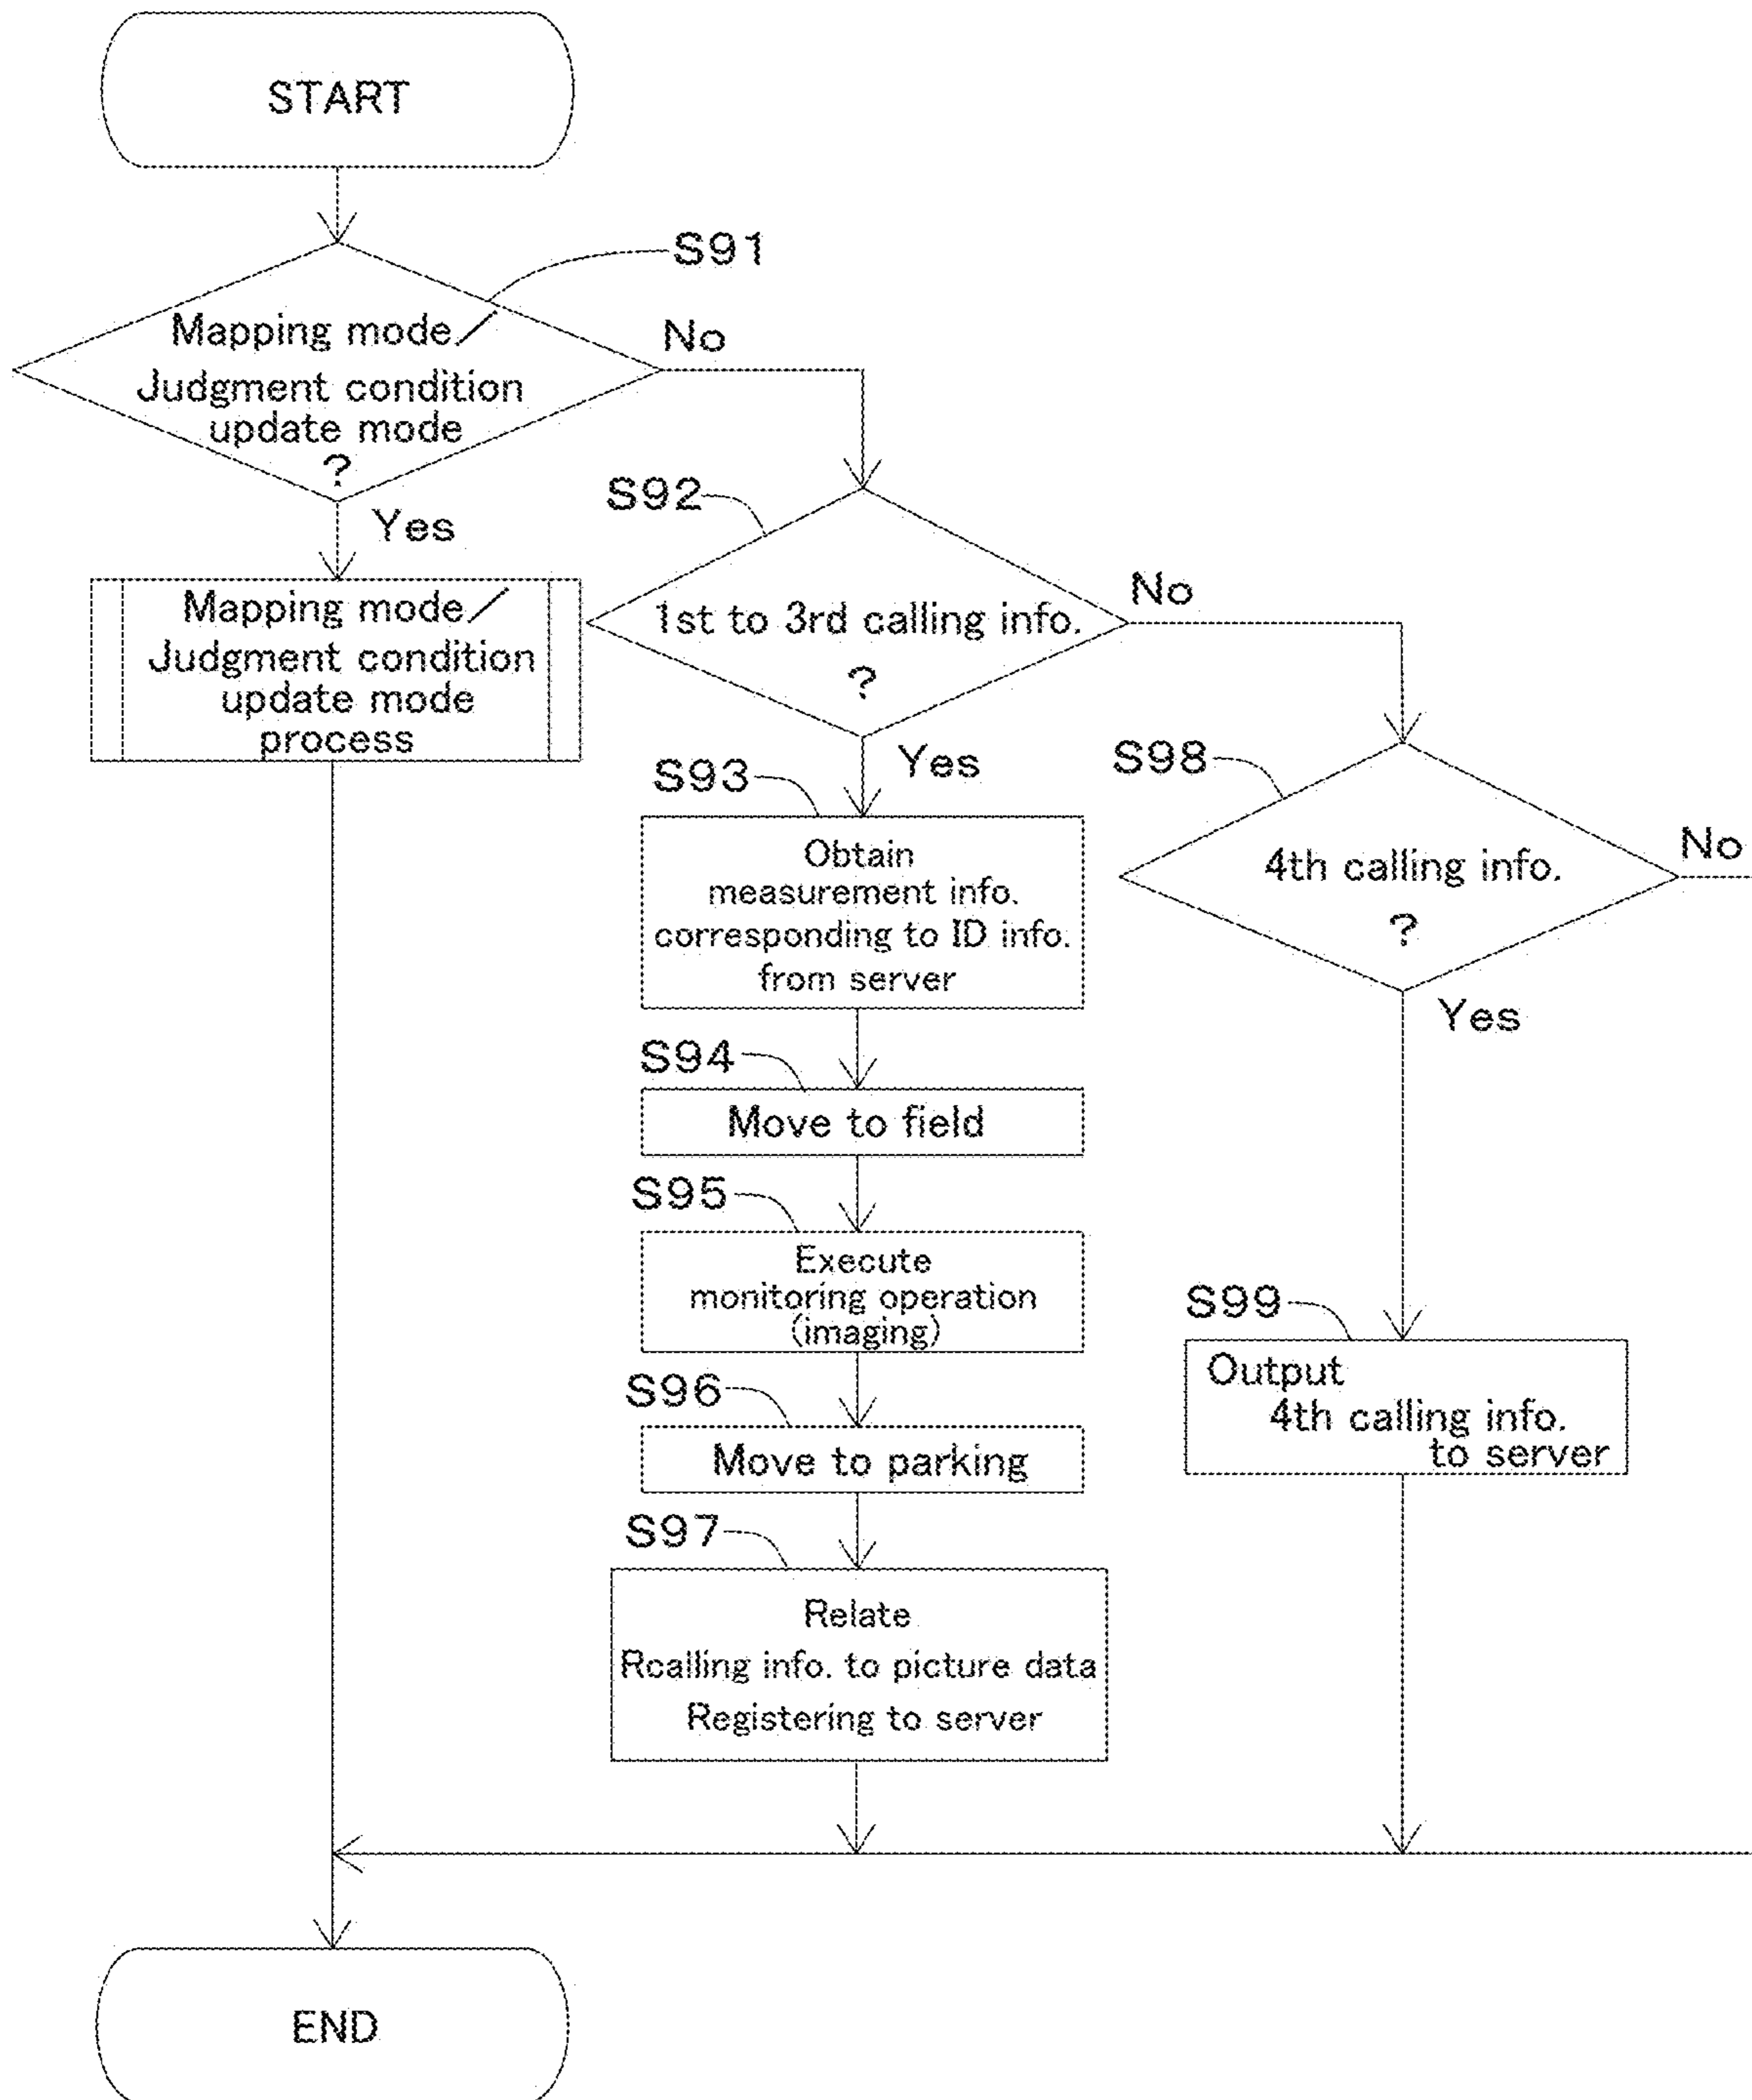 START
S91
Mapping mode／
Judgment condition
update mode
?
No
Yes
Mapping mode／
Judgment condition
update mode
process
S92
1st to 3rd calling info.
?
No
Yes
S93
Obtain
measurement info.
corresponding to ID info.
from server
S94
Move to field
S95
Execute
monitoring operation
(imaging)
S96
Move to parking
S97
Relate
Rcalling info. to picture data
Registering to server
S98
4th calling info.
?
No
Yes
S99
Output
4th calling info.
to server
END